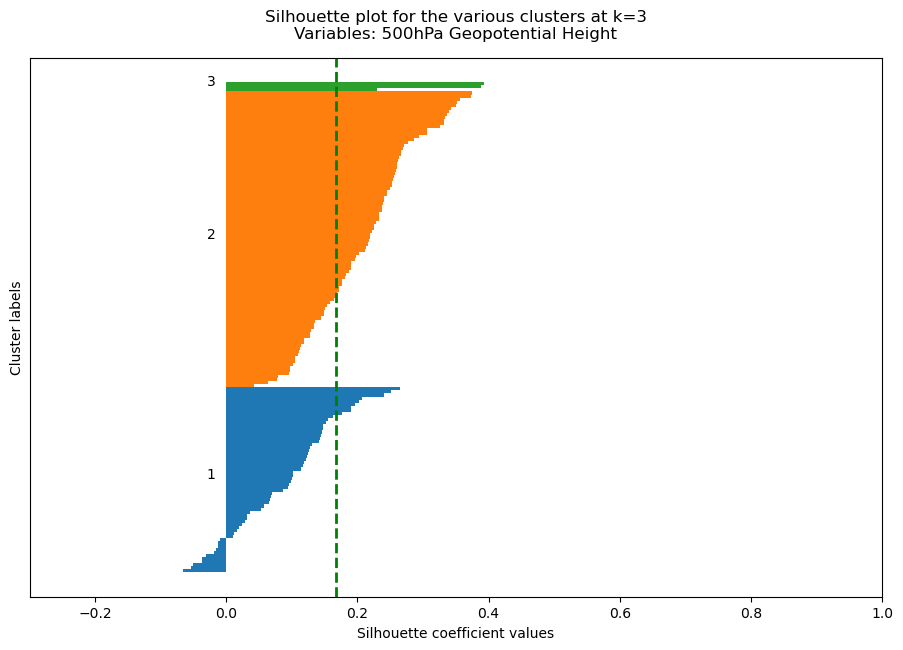 Silhouette plot for the various clusters at k=3
Variables: 500hPa Geopotential Height
3
2
1
Cluster labels
−0.2 0.0 0.2 0.4 0.6 0.8 1.0
Silhouette coefficient values